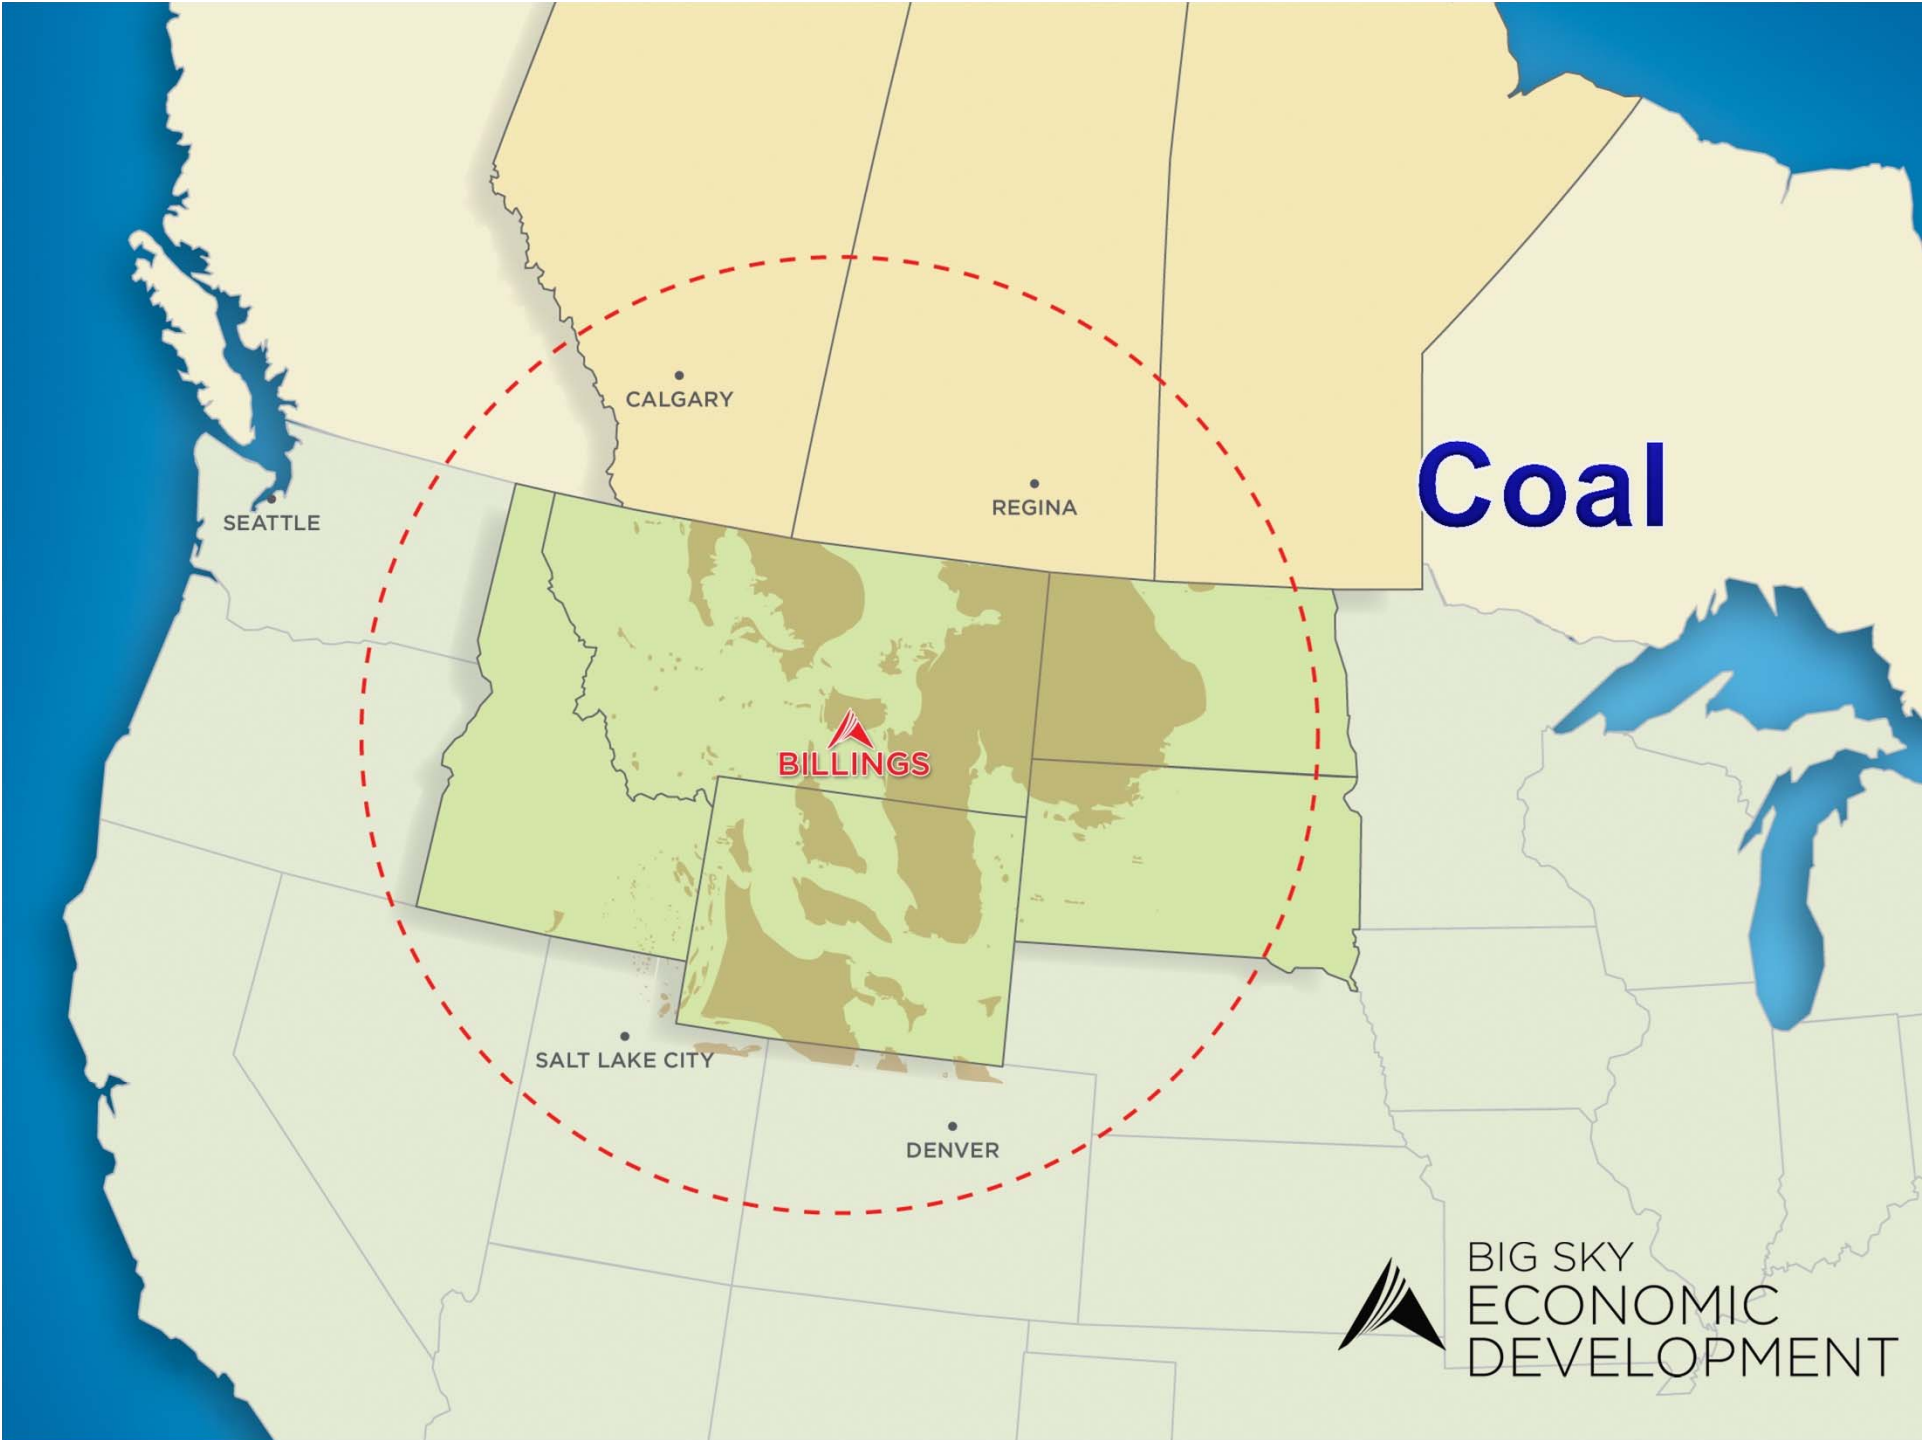 CALGARY
Coal
REGINA
SEATTLE
BILLINGS
SALT LAKE CITY
DENVER
BIG SKY
ECONOMIC
DEVELOPMENT